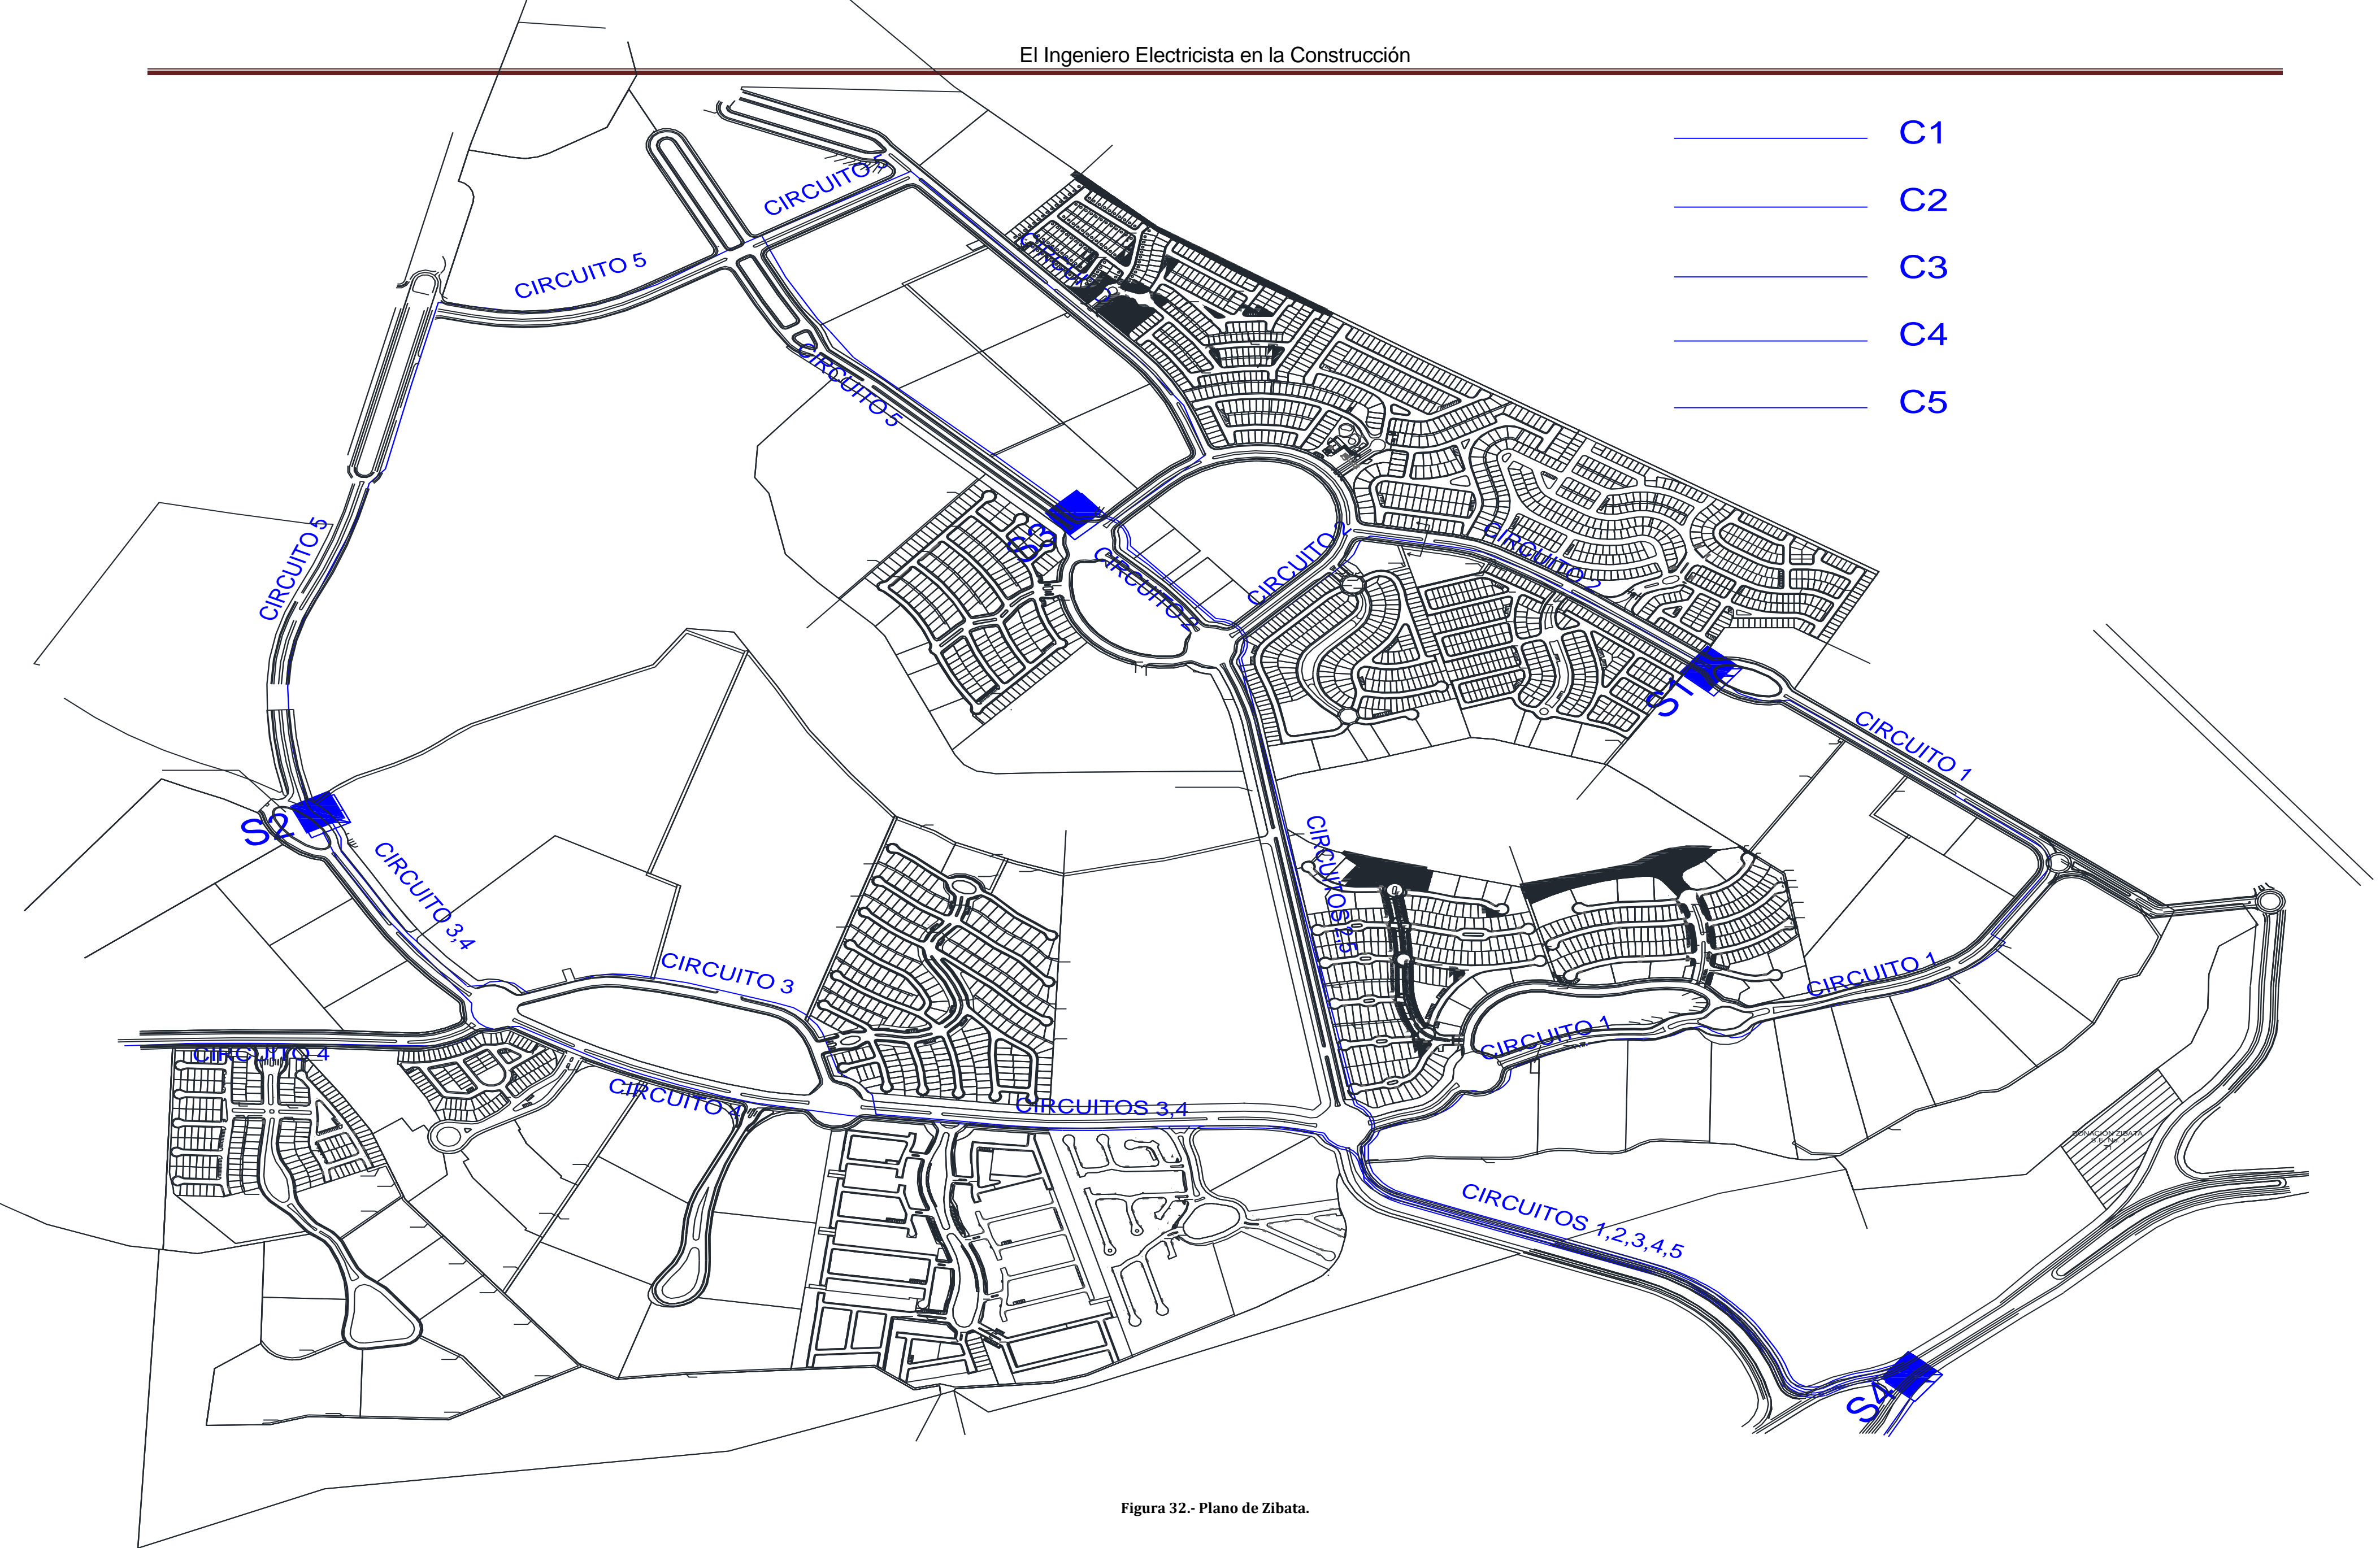 El Ingeniero Electricista en la Construcción
C1
C2
C3
C4
C5
CIRCUITO
CIRCUITO 5
CIRCUITO 5
CIRCUITO 5
S3
CIRCUITO 2
CIRCUITO 2
CIRCUITO 2
S1
CIRCUITO 1
S2
CIRCUITO 3,4
CIRCUITO 3
CIRCUITOS 2,5
CIRCUITO 1
CIRCUITO 1
CIRCUITO 4
CIRCUITO 4
CIRCUITOS 3,4
DONACION ZIBATA
CIRCUITOS 1,2,3,4,5
S4
Figura 32.- Plano de Zibata.